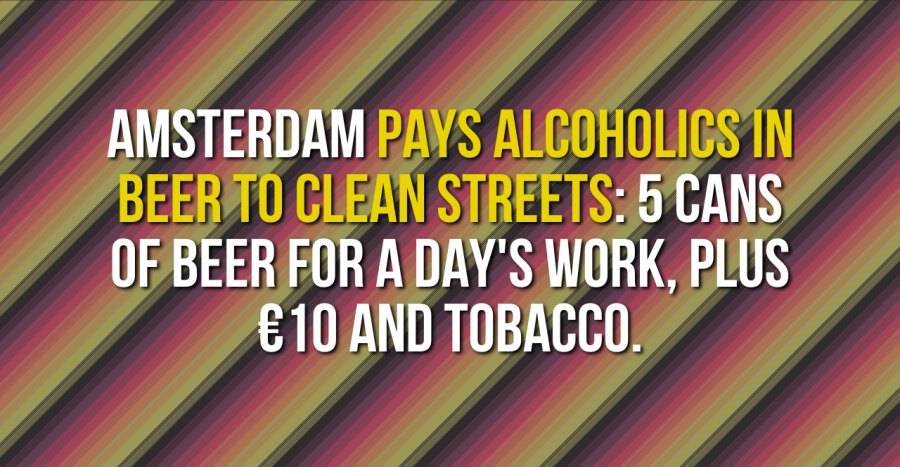 AMSTERDAM PAYS ALCOHOLICS IN
BEER TO CLEAN STREETS: 5 CANS
OF BEER FOR A DAY'S WORK, PLUS
€10 AND TOBACCO.